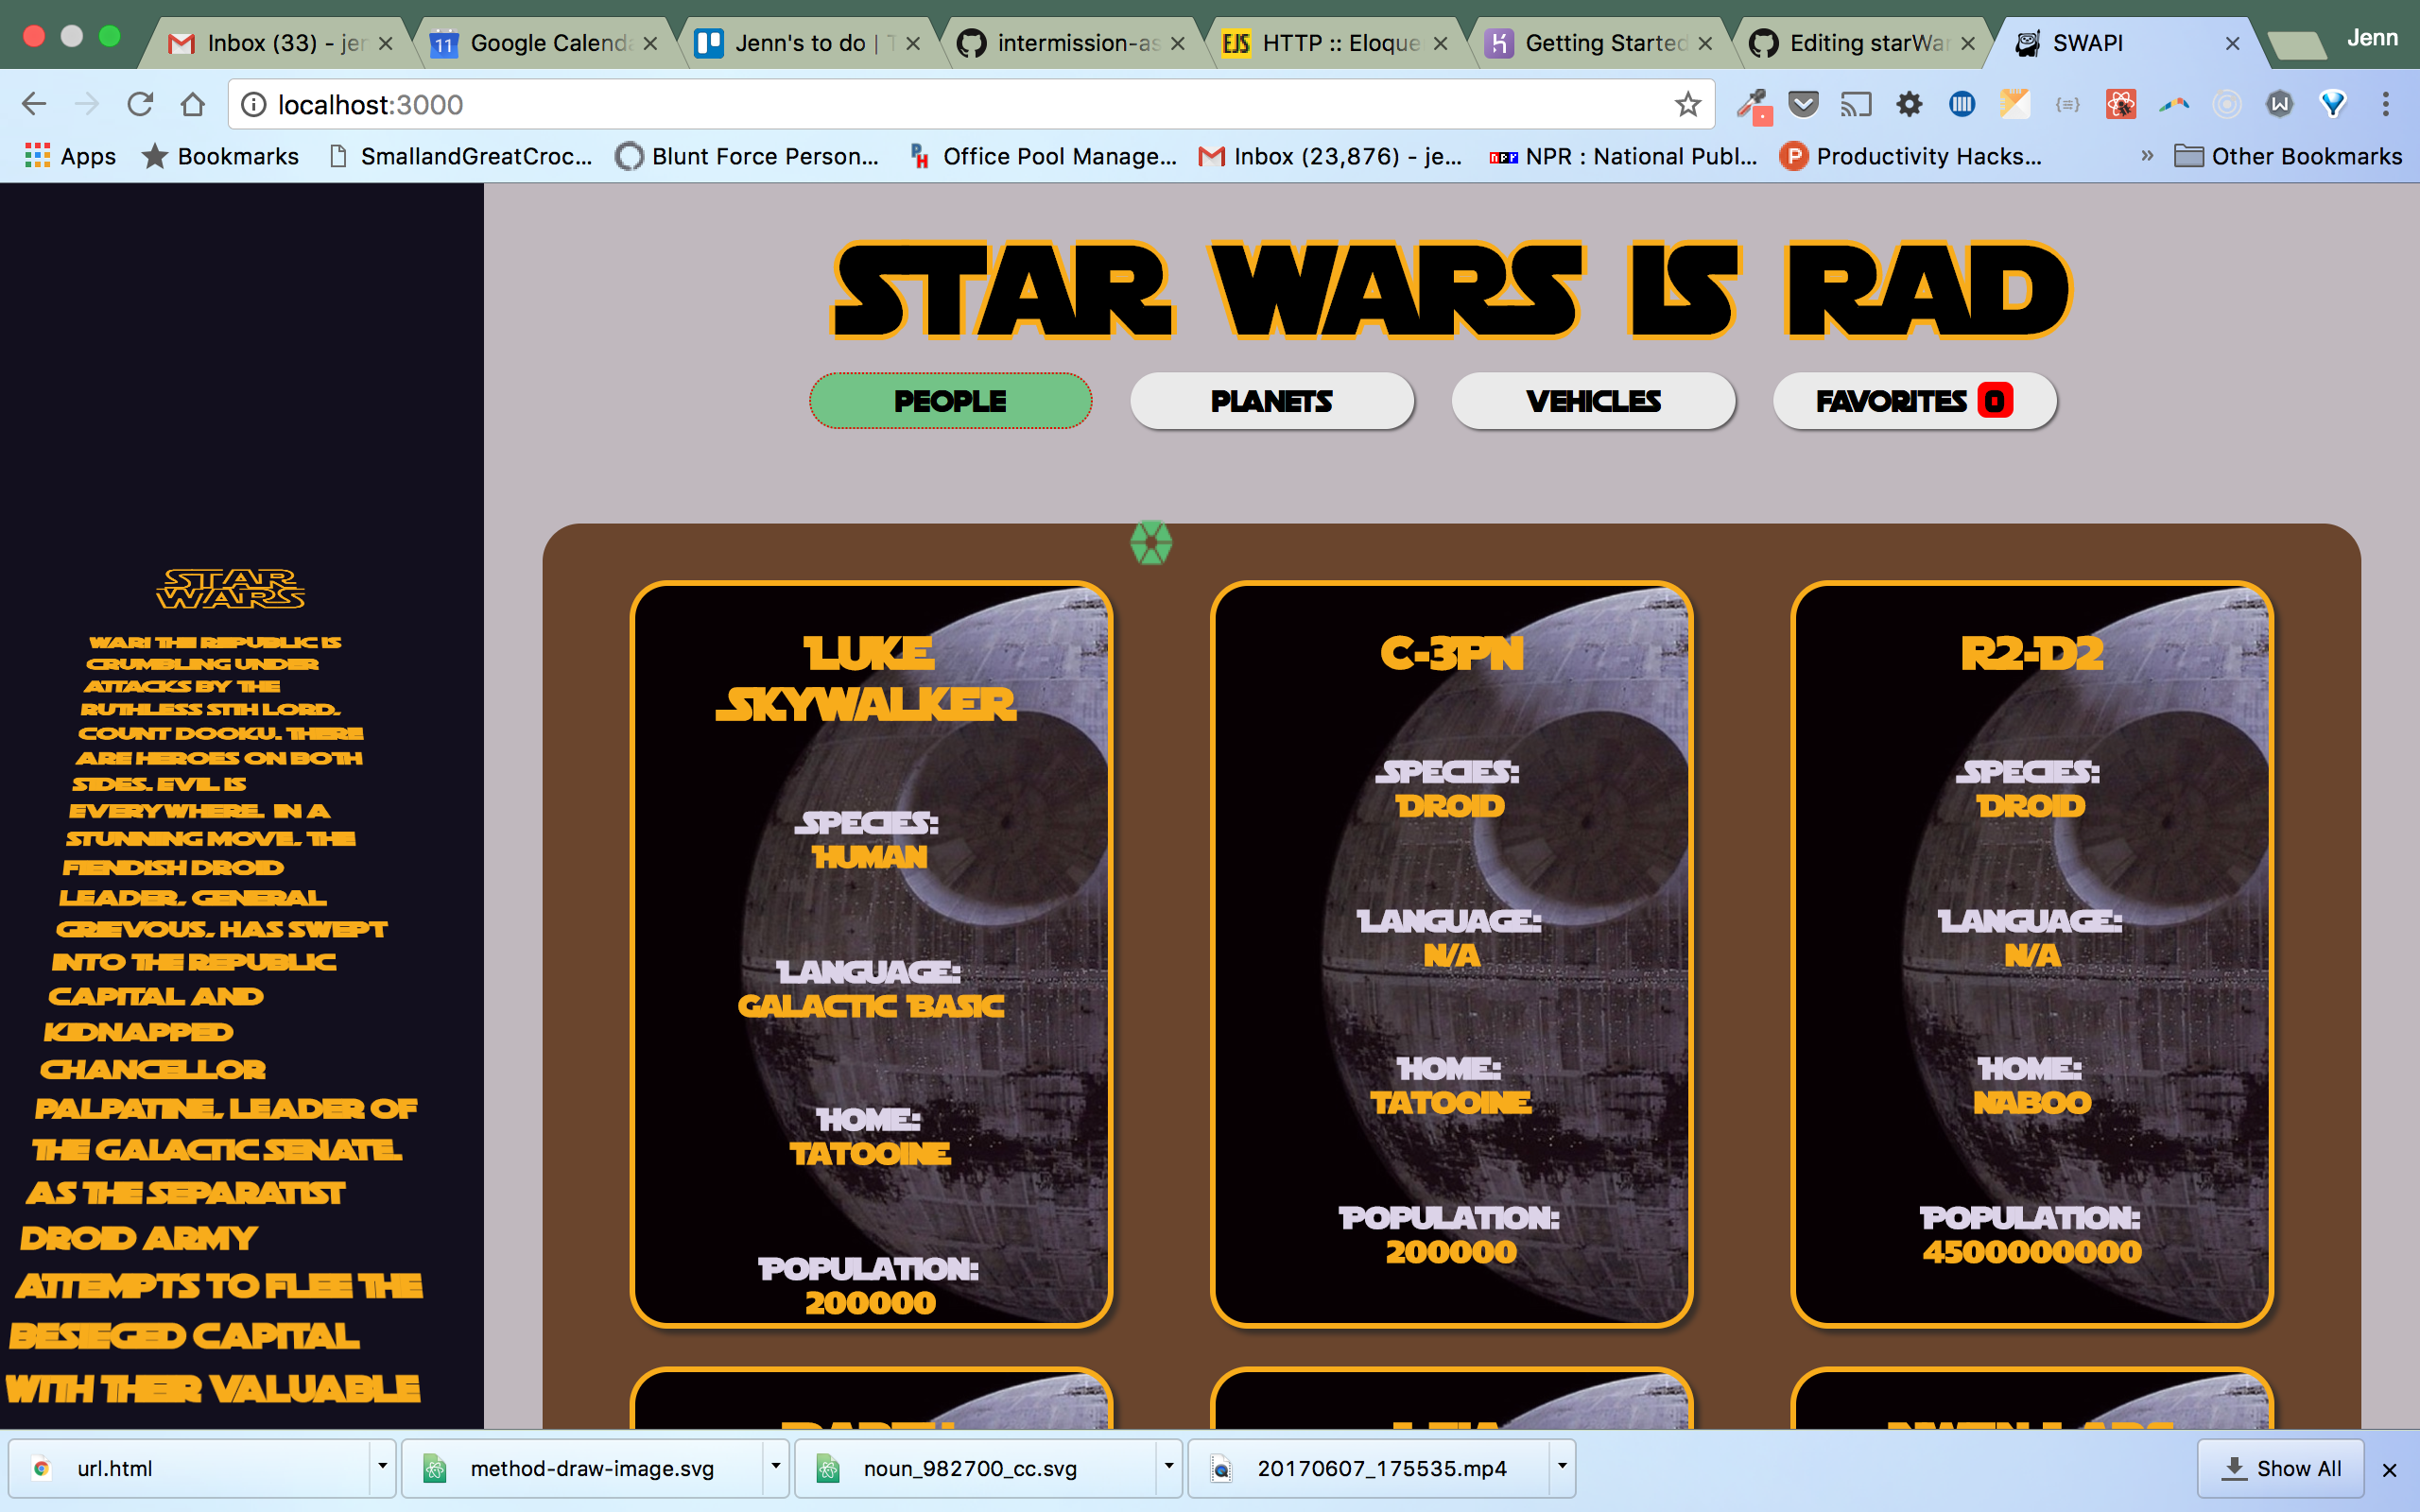 Inbox (33) - jer
Google Calenda
Jenn's to do | T
intermission-as
HTTP :: Eloque
Getting Started
Editing starWar
SWAPI
Jenn
localhost:3000
Apps
Bookmarks
SmallandGreatCroc...
Blunt Force Person...
Office Pool Manage...
Inbox (23,876) - je...
NPR : National Publ...
Productivity Hacks...
»
Other Bookmarks
STAR WARS IS RAD
PEOPLE
PLANETS
VEHICLES
FAVORITES 0
STAR
WARS
WAR! THE REPUBLIC IS
CRUMBLING UNDER
ATTACKS BY THE
RUTHLESS SITH LORD,
COUNT DOOKU. THERE
ARE HEROES ON BOTH
SIDES. EVIL IS
EVERYWHERE. IN A
STUNNING MOVE, THE
FIENDISH DROID
LEADER, GENERAL
GRIEVOUS, HAS SWEPT
INTO THE REPUBLIC
CAPITAL AND
KIDNAPPED
CHANCELLOR
PALPATINE, LEADER OF
THE GALACTIC SENATE.
AS THE SEPARATIST
DROID ARMY
ATTEMPTS TO FLEE THE
BESIEGED CAPITAL
WITH THEIR VALUABLE
LUKE
SKYWALKER
SPECIES:
HUMAN
LANGUAGE:
GALACTIC BASIC
HOME:
TATOOINE
POPULATION:
200000
C-3PN
SPECIES:
DROID
LANGUAGE:
N/A
HOME:
TATOOINE
POPULATION:
200000
R2-D2
SPECIES:
DROID
LANGUAGE:
N/A
HOME:
NABOO
POPULATION:
4500000000
url.html
method-draw-image.svg
noun_982700_cc.svg
20170607_175535.mp4
Show All